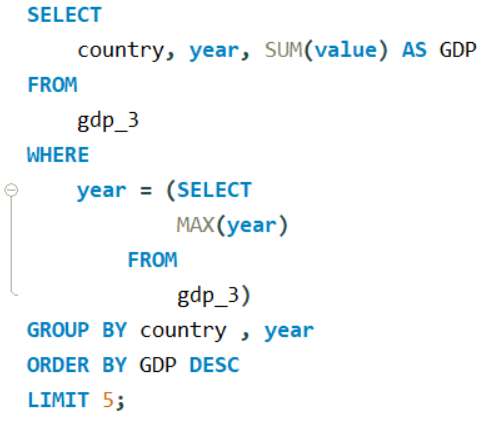 SELECT
country, year, SUM(value) AS GDP
FROM
gdp_3
WHERE
year = (SELECT
MAX(year)
FROM
gdp_3)
GROUP BY country , year
ORDER BY GDP DESC
LIMIT 5;